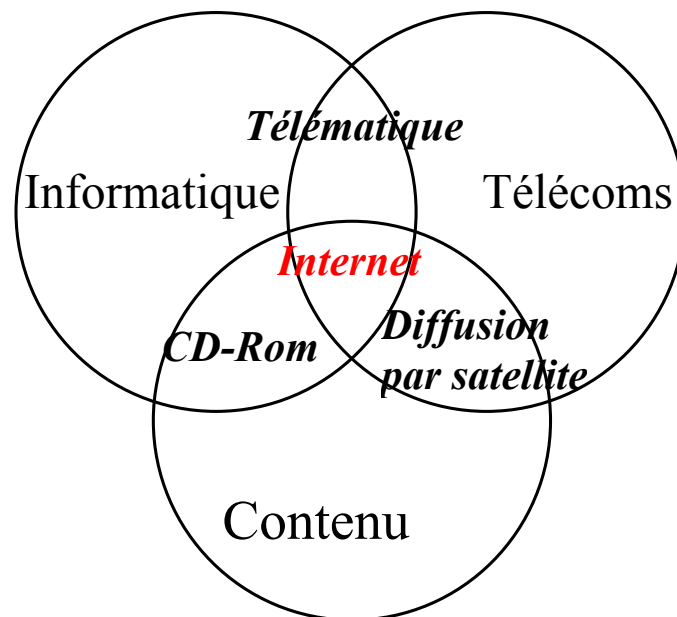 Télématique
Informatique
Télécoms
Internet
CD-Rom
Diffusion
par satellite
Contenu